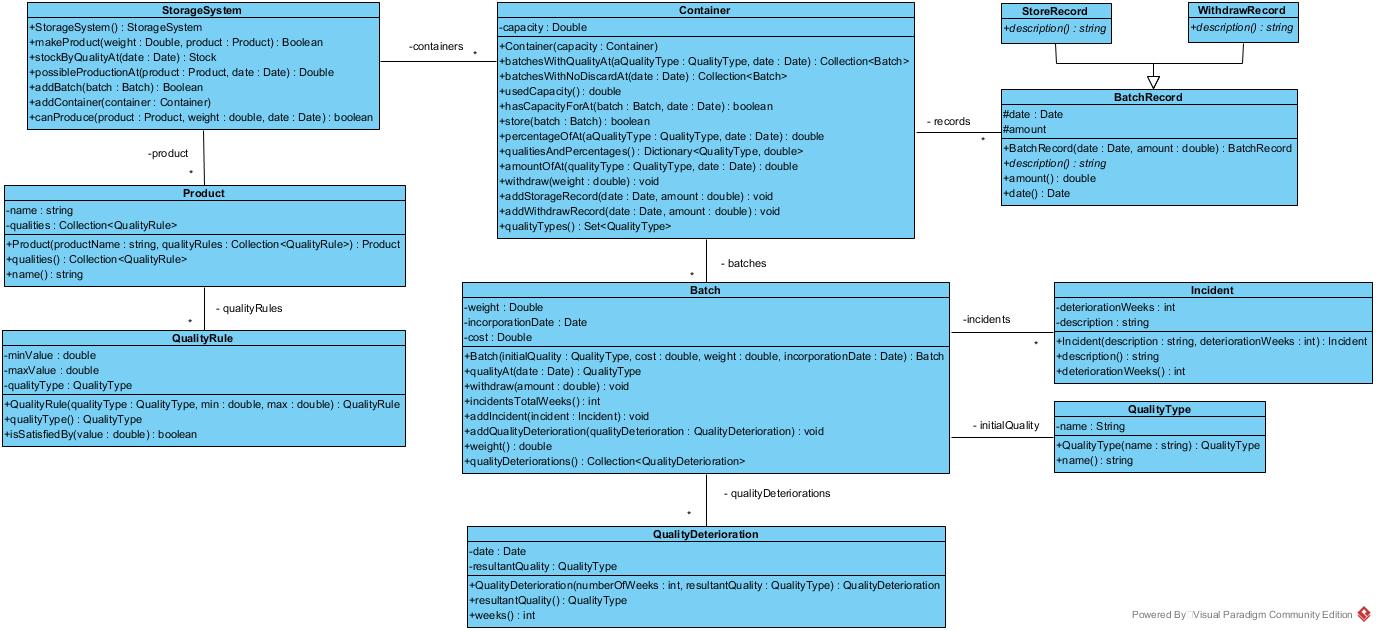 StorageSystem
+StorageSystem() : StorageSystem
+makeProduct(weight : Double, product : Product) : Boolean
+stockByQualityAt(date : Date) : Stock
+possibleProductionAt(product : Product, date : Date) : Double
+addBatch(batch : Batch) : Boolean
+addContainer(container : Container)
+canProduce(product : Product, weight : double, date : Date) : boolean
-containers
*
Container
-capacity : Double
+Container(capacity : Container)
+batchesWithQualityAt(aQualityType : QualityType, date : Date) : Collection<Batch>
+batchesWithNoDiscardAt(date : Date) : Collection<Batch>
+usedCapacity() : double
+hasCapacityForAt(batch : Batch, date : Date) : boolean
+store(batch : Batch) : boolean
+percentageOfAt(aQualityType : QualityType, date : Date) : double
+qualitiesAndPercentages() : Dictionary<QualityType, double>
+amountOfAt(qualityType : QualityType, date : Date) : double
+withdraw(weight : double) : void
+addStorageRecord(date : Date, amount : double) : void
+addWithdrawRecord(date : Date, amount : double) : void
+qualityTypes() : Set<QualityType>
- records
*
StoreRecord
+description() : string
WithdrawRecord
+description() : string
BatchRecord
#date : Date
#amount
+BatchRecord(date : Date, amount : double) : BatchRecord
+description() : string
+amount() : double
+date() : Date
-product
*
Product
-name : string
-qualities : Collection<QualityRule>
+Product(productName : string, qualityRules : Collection<QualityRule>) : Product
+qualities() : Collection<QualityRule>
+name() : string
- qualityRules
*
QualityRule
-minValue : double
-maxValue : double
-qualityType : QualityType
+QualityRule(qualityType : QualityType, min : double, max : double) : QualityRule
+qualityType() : QualityType
+isSatisfiedBy(value : double) : boolean
- batches
*
Batch
-weight : Double
-incorporationDate : Date
-cost : Double
+Batch(initialQuality : QualityType, cost : double, weight : double, incorporationDate : Date) : Batch
+qualityAt(date : Date) : QualityType
+withdraw(amount : double) : void
+incidentsTotalWeeks() : int
+addIncident(incident : Incident) : void
+addQualityDeterioration(qualityDeterioration : QualityDeterioration) : void
+weight() : double
+qualityDeteriorations() : Collection<QualityDeterioration>
-incidents
*
Incident
-deteriorationWeeks : int
-description : string
+Incident(description : string, deteriorationWeeks : int) : Incident
+description() : string
+deteriorationWeeks() : int
- initialQuality
QualityType
-name : String
+QualityType(name : string) : QualityType
+name() : string
- qualityDeteriorations
*
QualityDeterioration
-date : Date
-resultantQuality : QualityType
+QualityDeterioration(numberOfWeeks : int, resultantQuality : QualityType) : QualityDeterioration
+resultantQuality() : QualityType
+weeks() : int
Powered By Visual Paradigm Community Edition